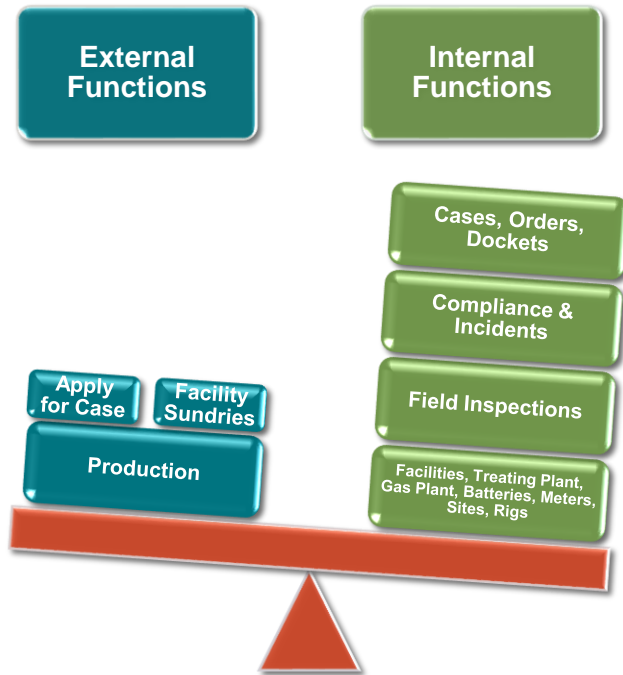 External
Functions
Internal
Functions
Cases, Orders,
Dockets
Compliance &
Incidents
Field Inspections
Facilities, Treating Plant,
Gas Plant, Batteries, Meters,
Sites, Rigs
Apply
for Case
Facility
Sundries
Production